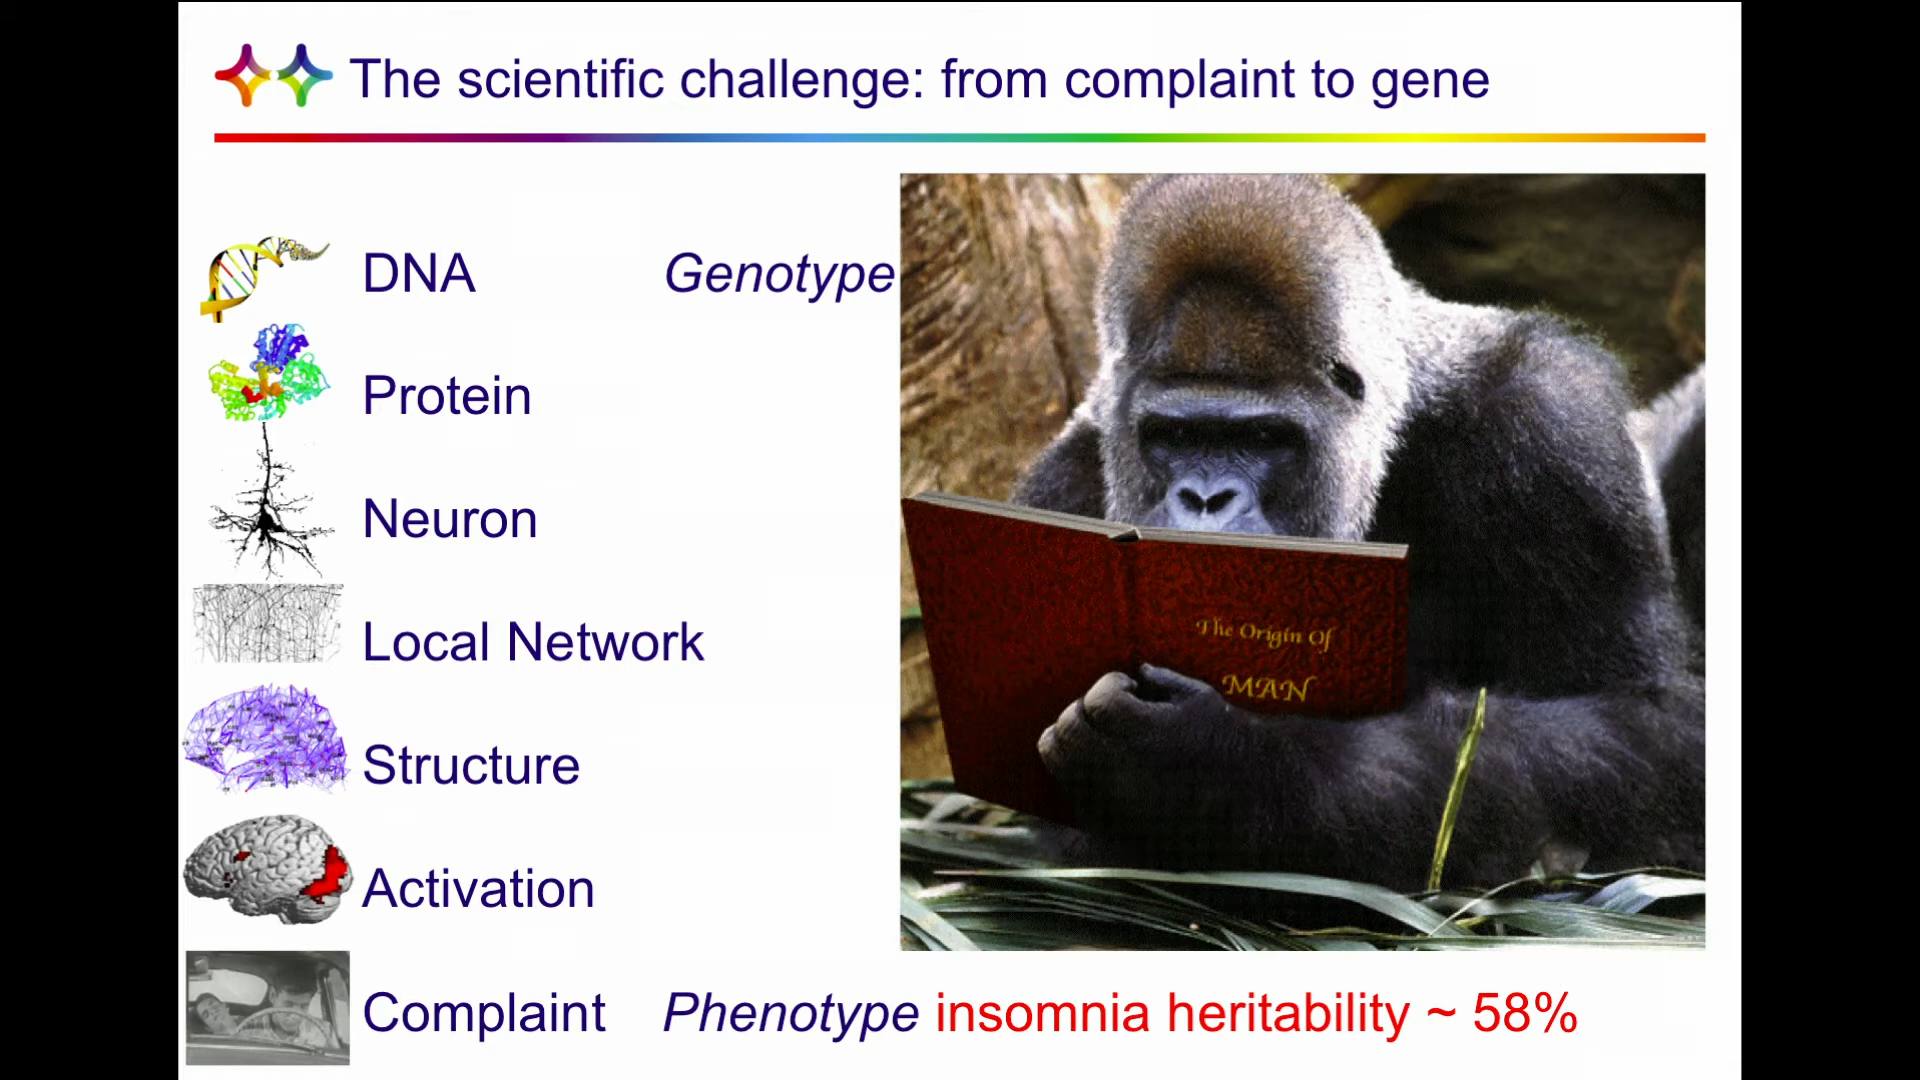 The scientific challenge: from complaint to gene
DNA Genotype
Protein
Neuron
The Origin Of
MAN
Local Network
Structure
Activation
Complaint Phenotype insomnia heritability ~ 58%